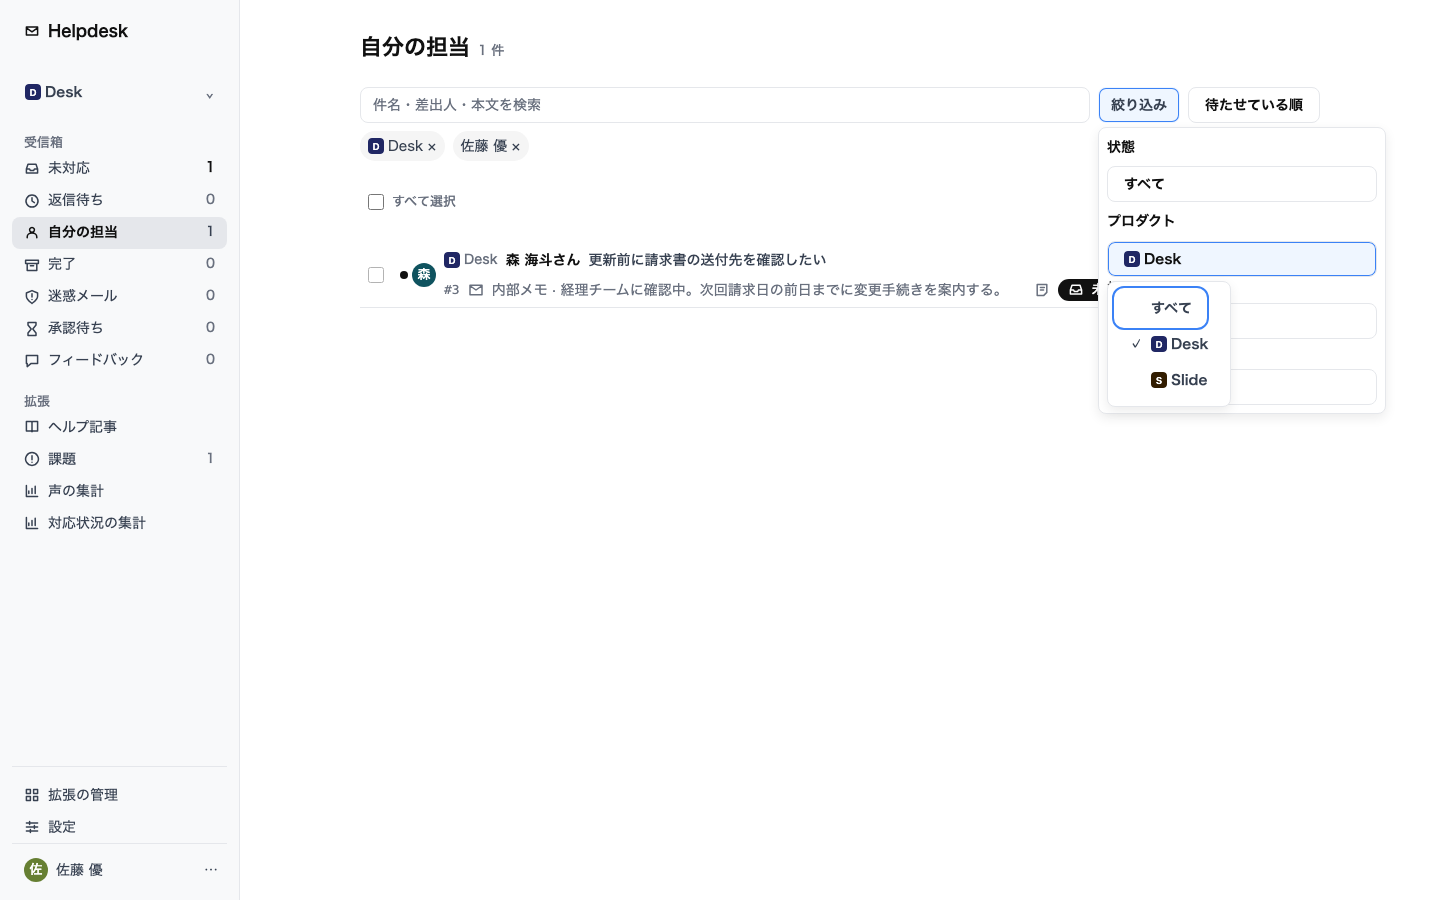 Helpdesk
D Desk
受信箱
未対応 1
返信待ち 0
自分の担当 1
完了 0
迷惑メール 0
承認待ち 0
フィードバック 0
拡張
ヘルプ記事
課題 1
声の集計
対応状況の集計
拡張の管理
設定
佐 佐藤 優 …
自分の担当 1 件
件名・差出人・本文を検索
絞り込み
待たせている順
D Desk ×
佐藤 優 ×
すべて選択
森
D Desk 森 海斗さん 更新前に請求書の送付先を確認したい
#3 内部メモ · 経理チームに確認中。次回請求日の前日までに変更手続きを案内する。
状態
すべて
プロダクト
D Desk
すべて
✓ D Desk
S Slide